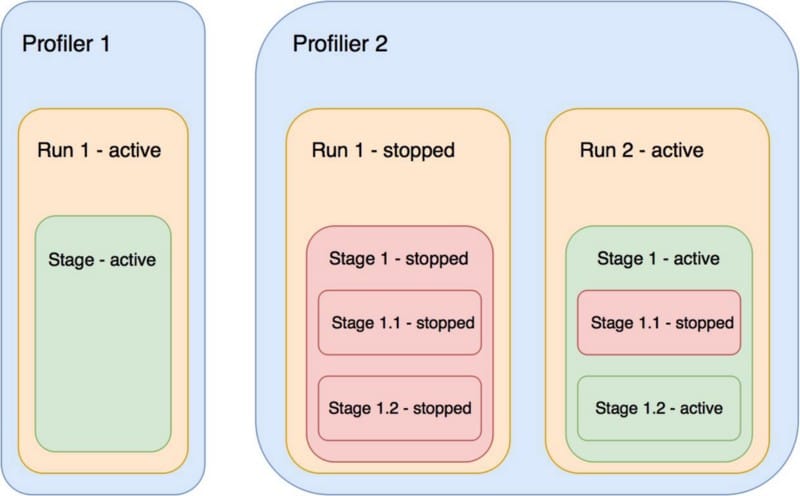 Profiler 1
Run 1 - active
Stage - active
Profilier 2
Run 1 - stopped
Stage 1 - stopped
Stage 1.1 - stopped
Stage 1.2 - stopped
Run 2 - active
Stage 1 - active
Stage 1.1 - stopped
Stage 1.2 - active